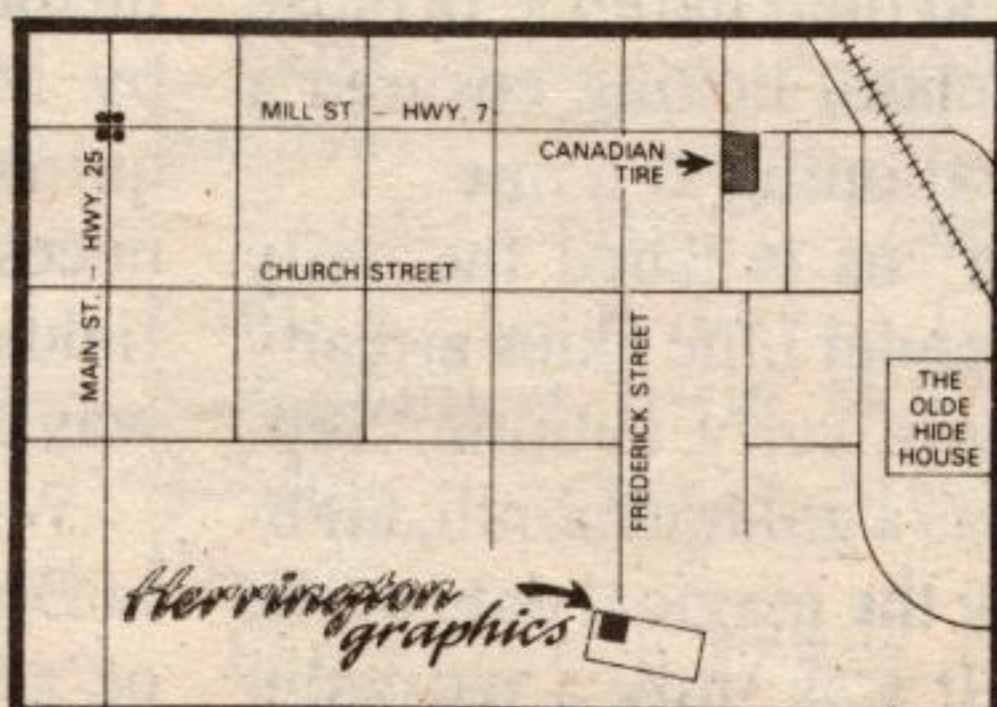 MILL ST – HWY. 7
CANADIAN
TIRE
MAIN ST. – HWY. 25
CHURCH STREET
FREDERICK STREET
THE
OLDE
HIDE
HOUSE
Herrington
graphics